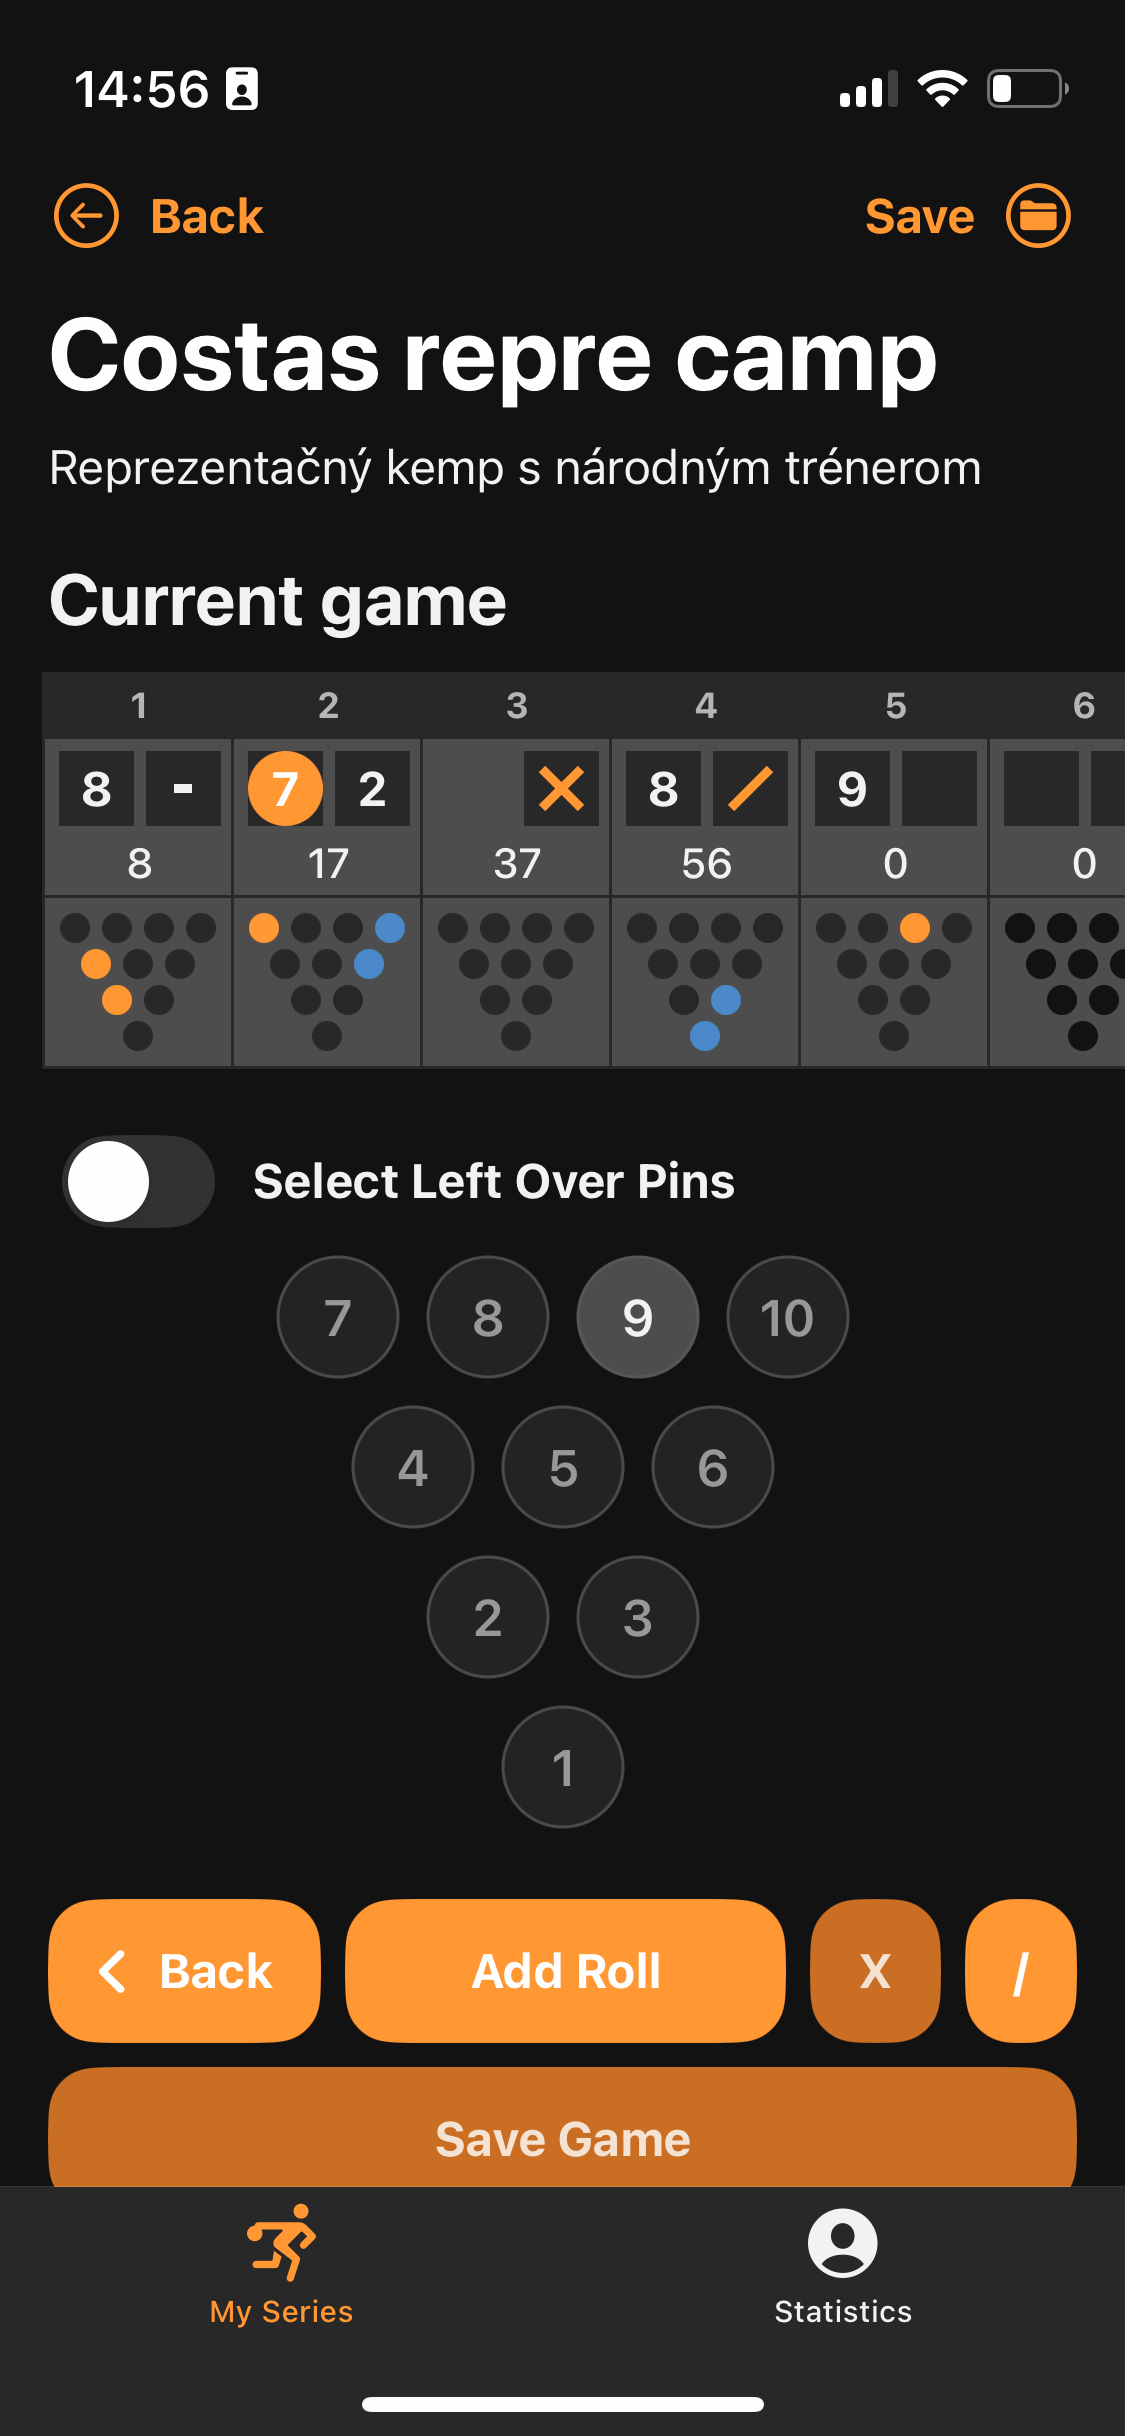 14:56
Back Save
Costas repre camp
Reprezentačný kemp s národným trénerom
Current game
1 2 3 4 5 6
8 - 7 2 X 8 / 9
8 17 37 56 0 0
Select Left Over Pins
7 8 9 10
4 5 6
2 3
1
Back Add Roll X /
Save Game
My Series Statistics